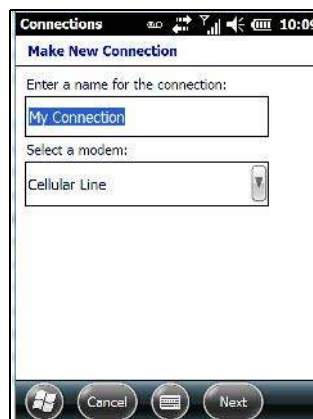 Connections 10:09
Make New Connection
Enter a name for the connection:
My Connection
Select a modem:
Cellular Line
Cancel Next